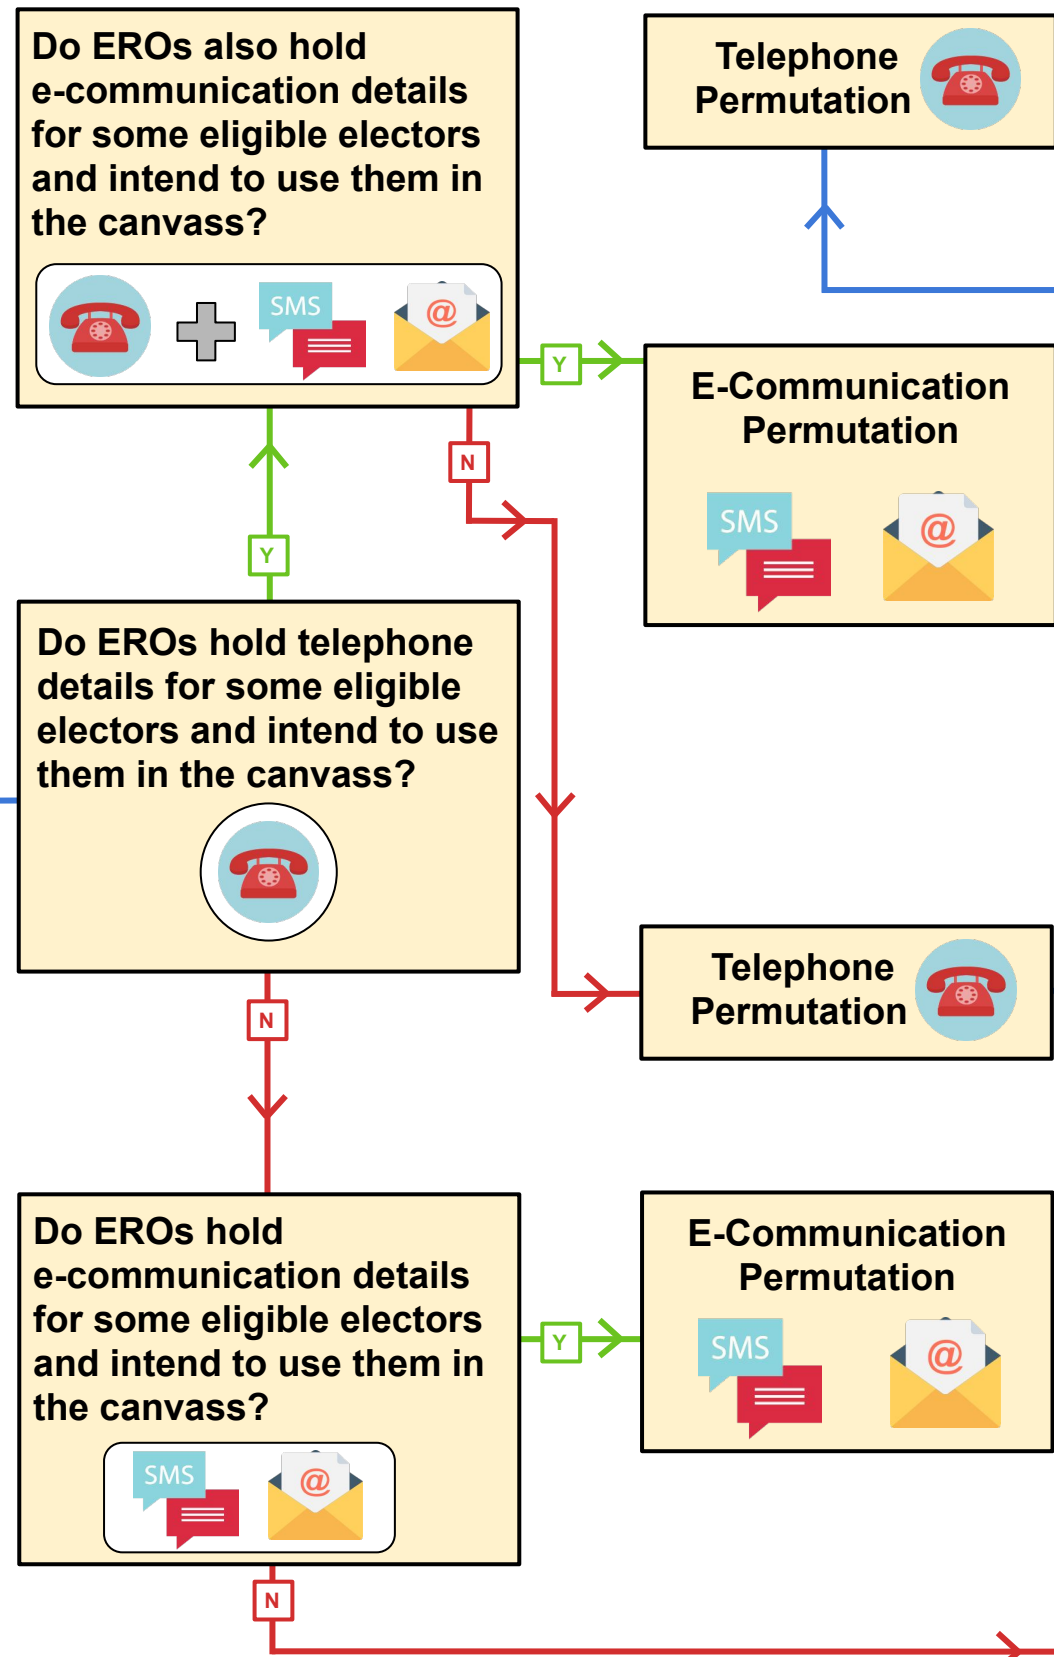 Do EROs also hold
e-communication details
for some eligible electors
and intend to use them in
the canvass?
SMS
@
Y
N
Telephone
Permutation
E-Communication
Permutation
SMS
@
Y
Do EROs hold telephone
details for some eligible
electors and intend to use
them in the canvass?
N
Telephone
Permutation
Do EROs hold
e-communication details
for some eligible electors
and intend to use them in
the canvass?
SMS
@
Y
E-Communication
Permutation
SMS
@
N